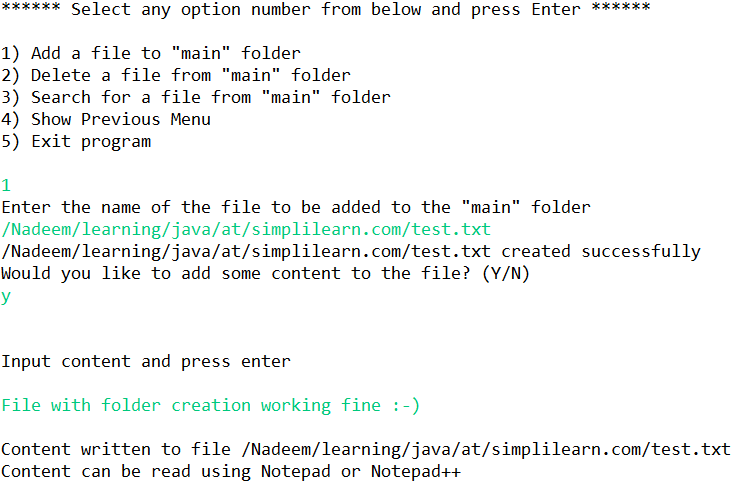 ****** Select any option number from below and press Enter ******
1) Add a file to "main" folder
2) Delete a file from "main" folder
3) Search for a file from "main" folder
4) Show Previous Menu
5) Exit program
1
Enter the name of the file to be added to the "main" folder
/Nadeem/learning/java/at/simplilearn.com/test.txt
/Nadeem/learning/java/at/simplilearn.com/test.txt created successfully
Would you like to add some content to the file? (Y/N)
y
Input content and press enter
File with folder creation working fine :-)
Content written to file /Nadeem/learning/java/at/simplilearn.com/test.txt
Content can be read using Notepad or Notepad++